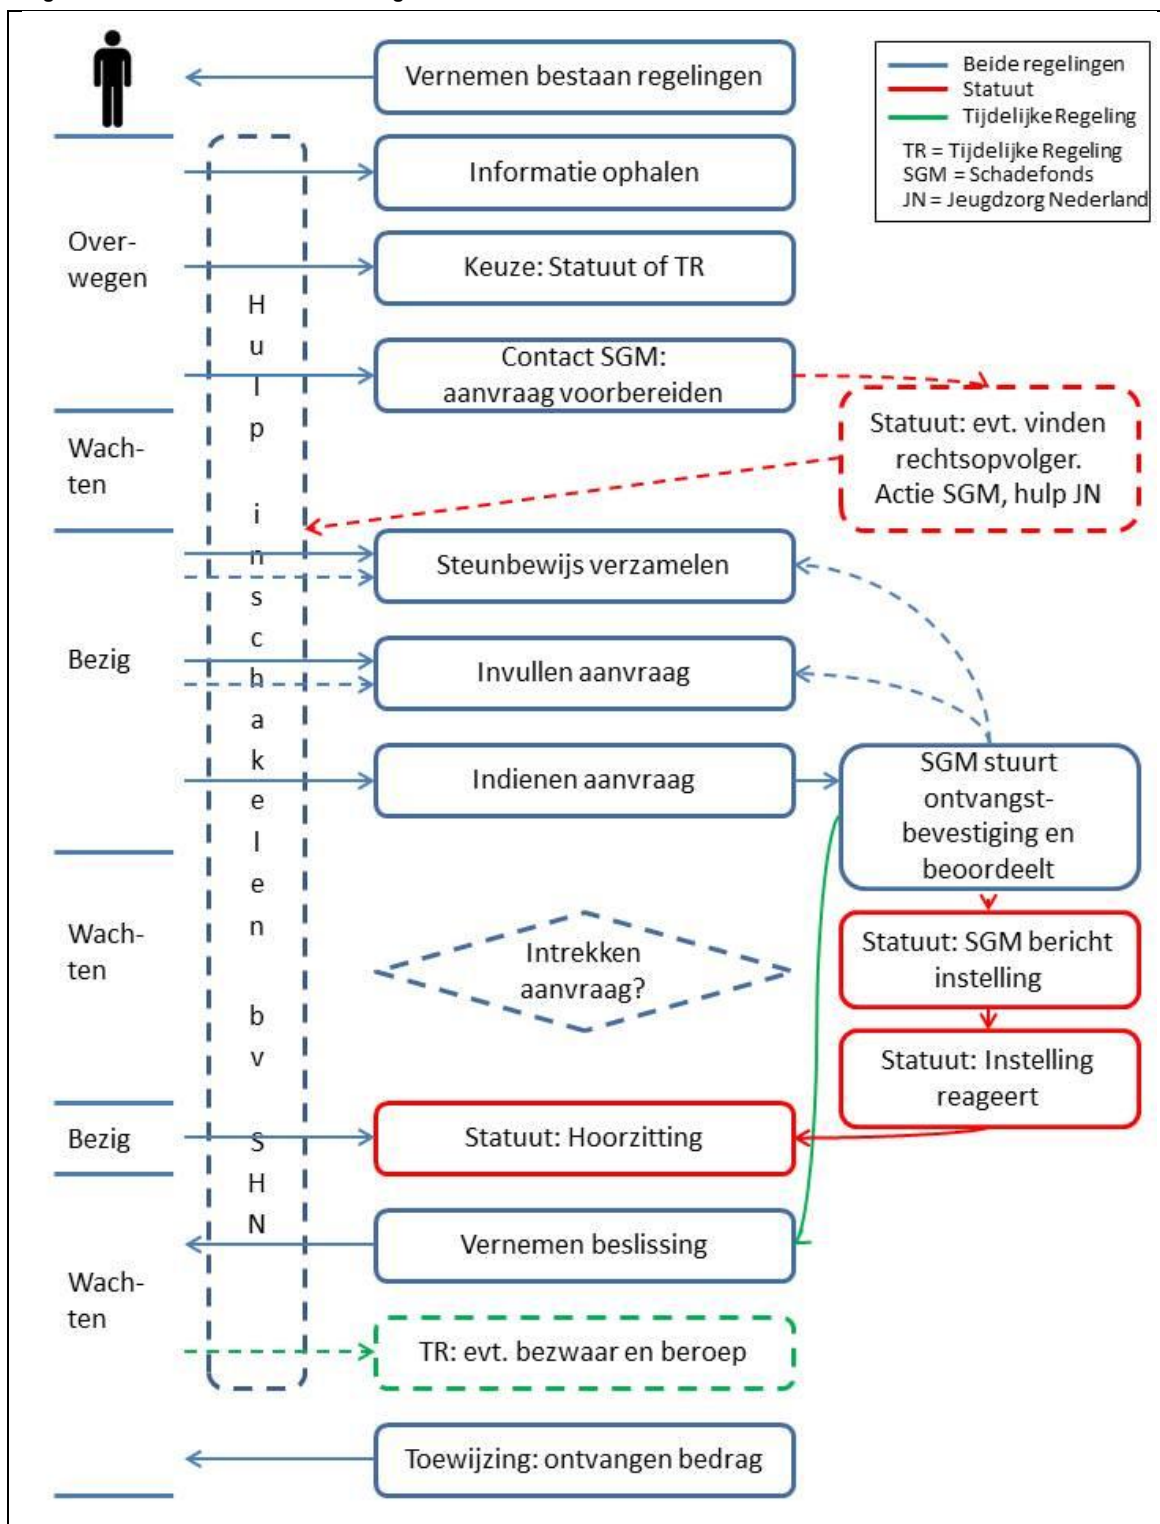 Vernemen bestaan regelingen
Beide regelingen
Statuut
Tijdelijke Regeling
TR = Tijdelijke Regeling
SGM = Schadefonds
JN = Jeugdzorg Nederland
Informatie ophalen
Over-
wegen
Keuze: Statuut of TR
Hulp inschakelen bv SHN
Contact SGM:
aanvraag voorbereiden
Statuut: evt. vinden
rechtsopvolger.
Actie SGM, hulp JN
Wach-
ten
Steunbewijs verzamelen
Bezig
Invullen aanvraag
Indienen aanvraag
SGM stuurt
ontvangst-
bevestiging en
beoordeelt
Wach-
ten
Intrekken
aanvraag?
Statuut: SGM bericht
instelling
Statuut: Instelling
reageert
Bezig
Statuut: Hoorzitting
Vernemen beslissing
Wach-
ten
TR: evt. bezwaar en beroep
Toewijzing: ontvangen bedrag